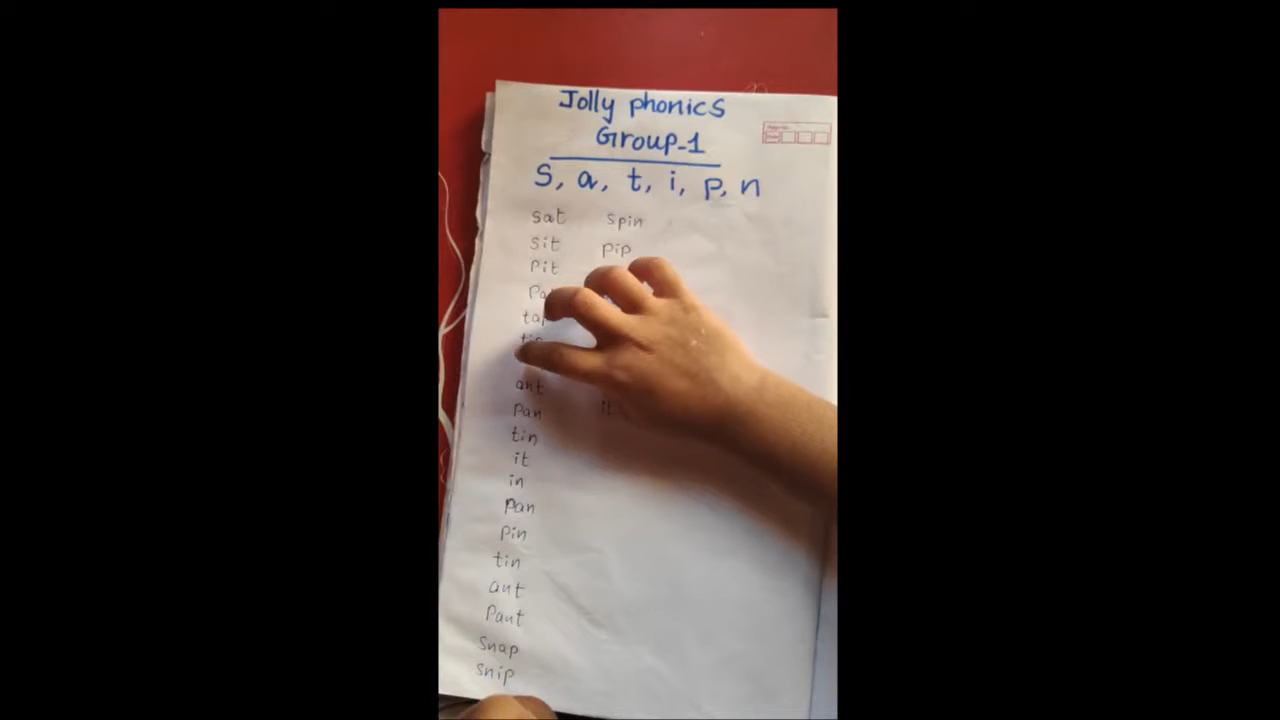 Jolly phonics
Group-1
S, a, t, i, p, n
sat spin
sit pip
Pit
tap
ant
Pan
tin
it
in
Pan
Pin
tin
ant
Pant
Snap
snip